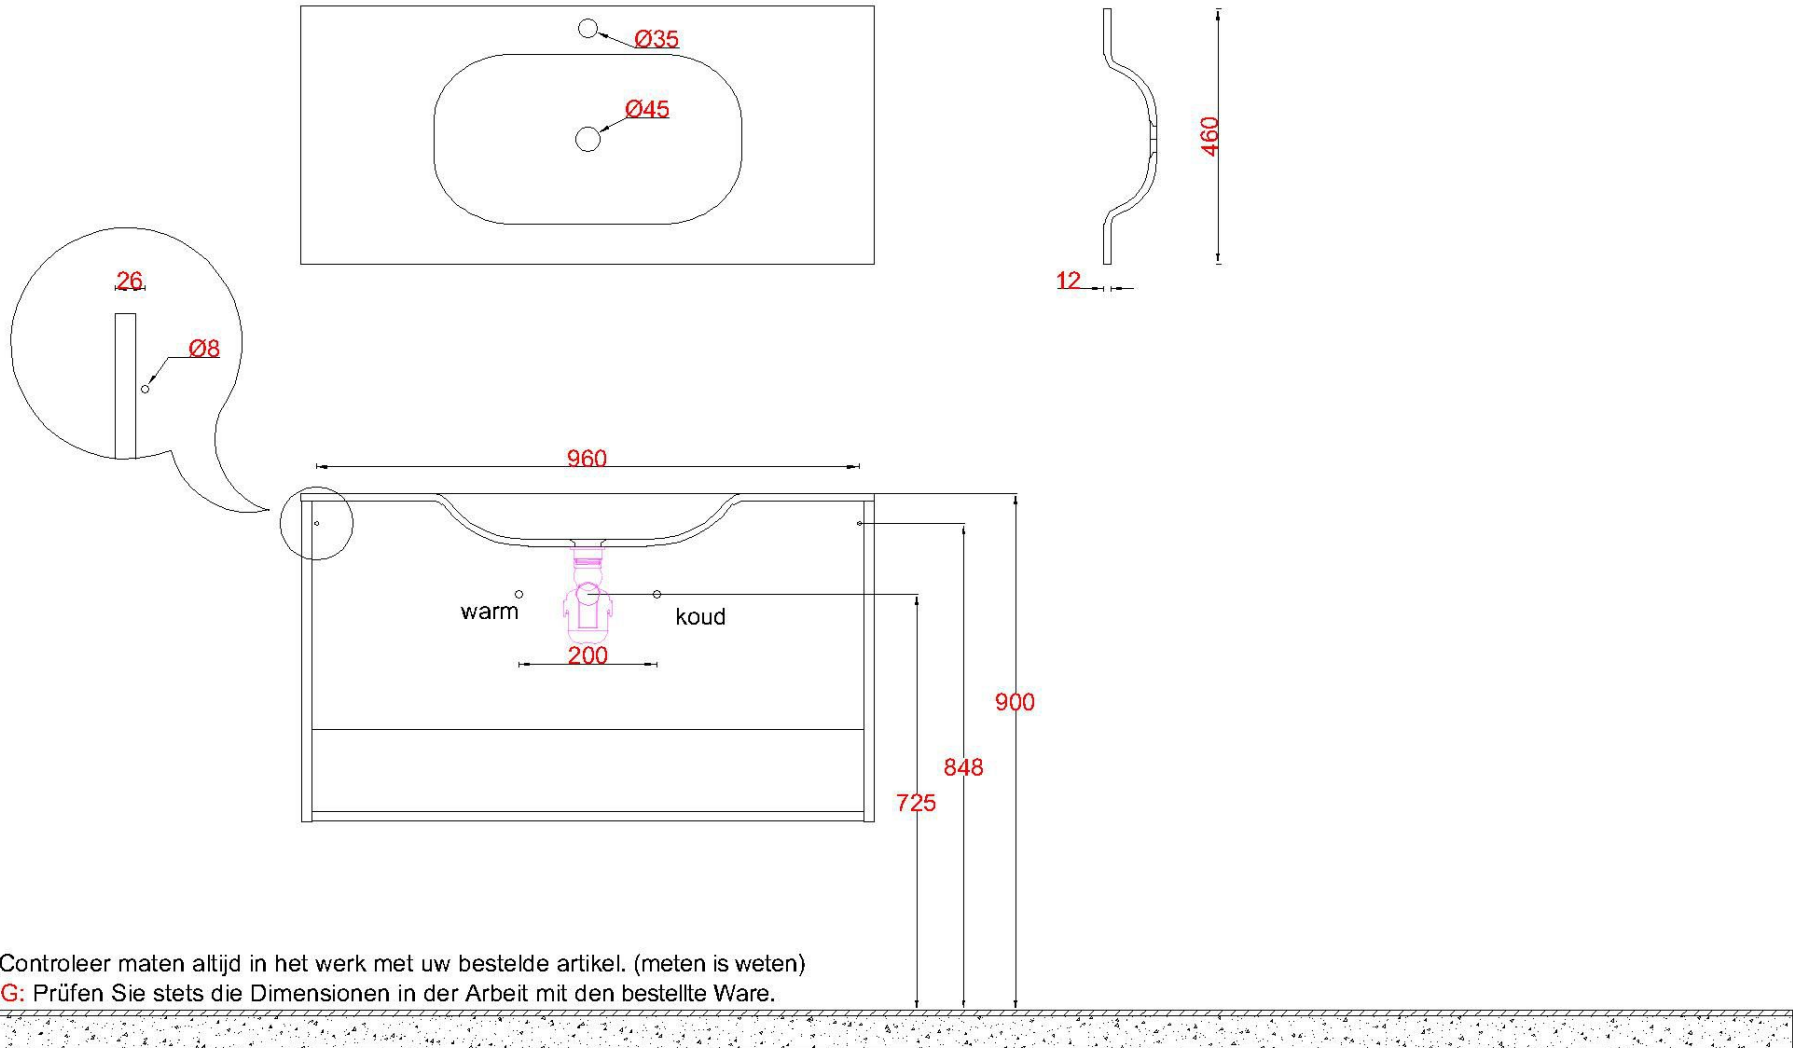 Ø35
Ø45
460
12
26
Ø8
960
warm
koud
200
900
848
725
Controleer maten altijd in het werk met uw bestelde artikel. (meten is weten)
G: Prüfen Sie stets die Dimensionen in der Arbeit mit den bestellte Ware.